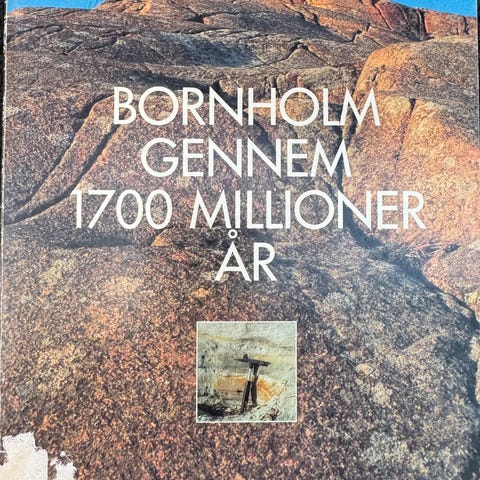 BORNHOLM
GENNEM
1700 MILLIONER
ÅR